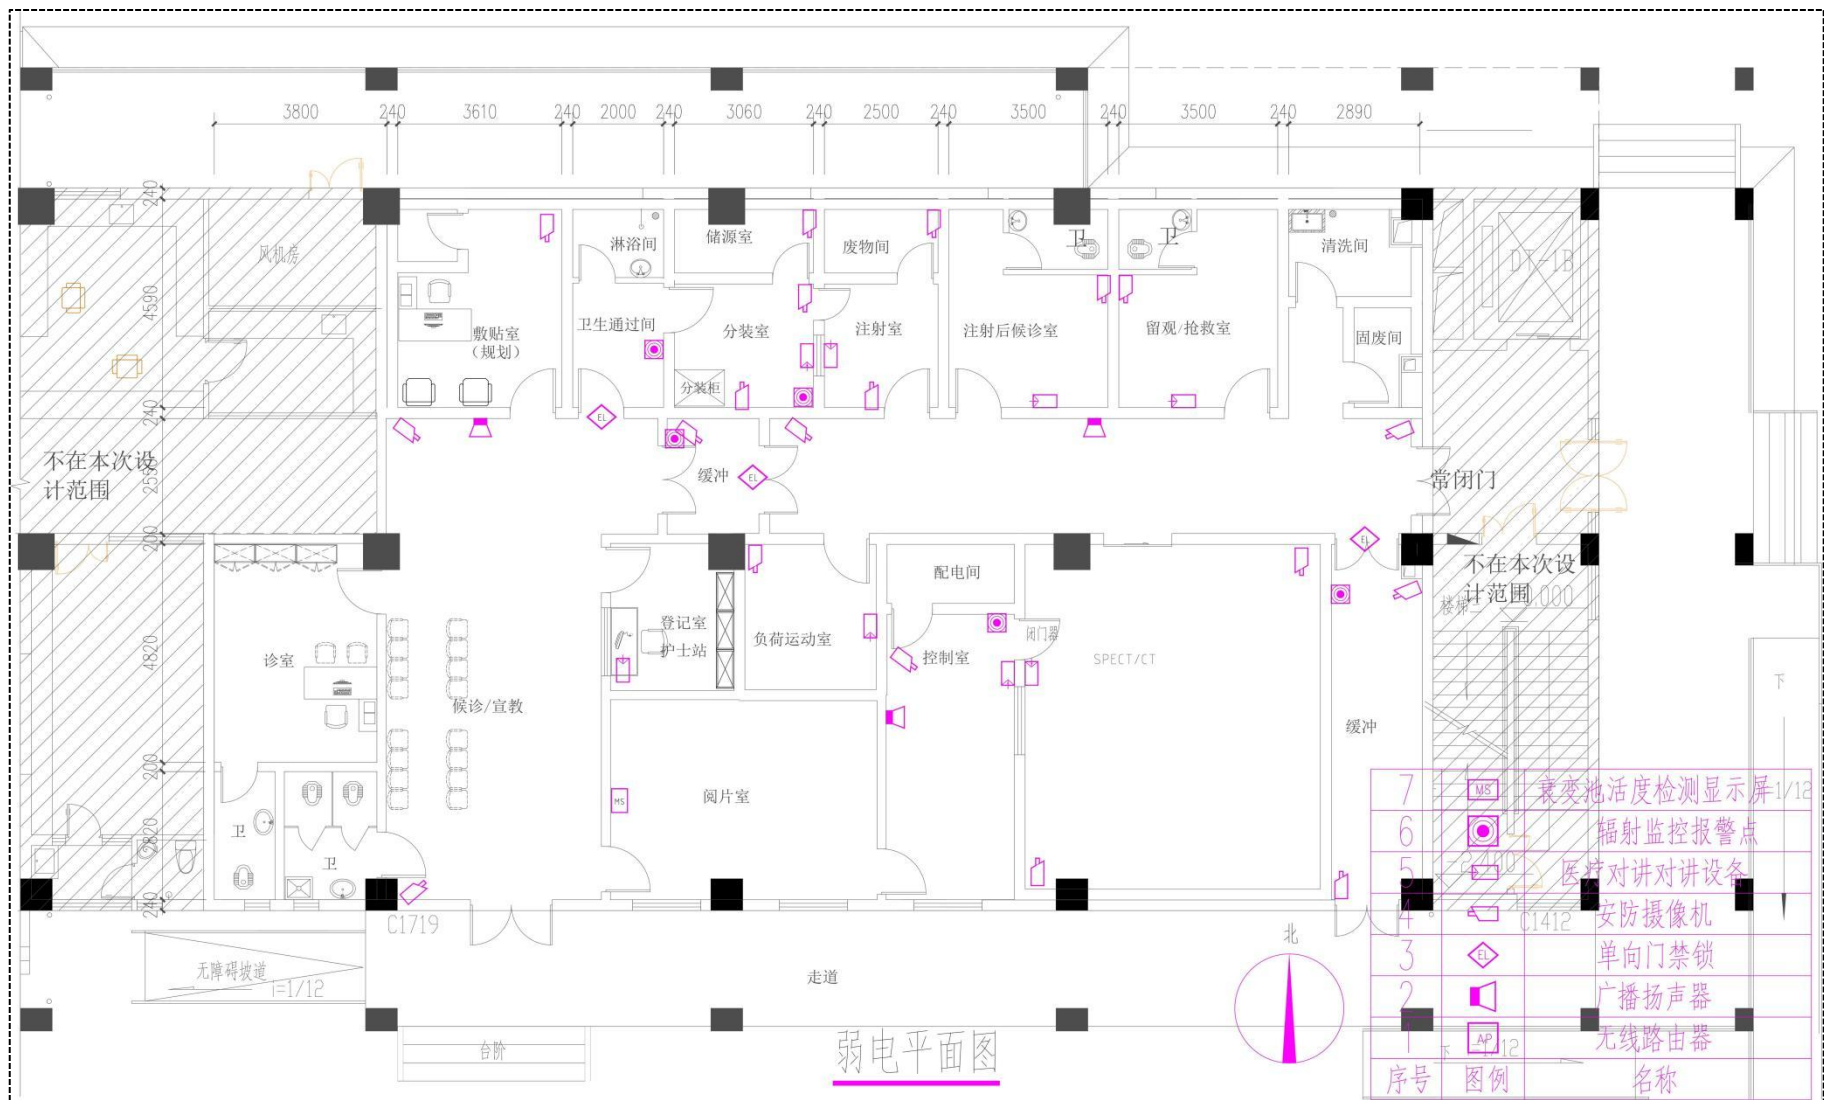 3800 240 3610 240 2000 240 3060 240 2500 240 3500 240 3500 240 2890
240
4590
240
2550
200
4820
200
2820
240
风机房
淋浴间
储源室
废物间
卫
卫
清洗间
DT-1B
敷贴室
（规划）
卫生通过间
分装室
注射室
注射后候诊室
留观/抢救室
固废间
分装柜
EL
不在本次设
计范围
缓冲
EL
常闭门
EL
不在本次设
计范围
配电间
诊室
登记室
护士站
负荷运动室
控制室
闭门器
SPECT/CT
候诊/宣教
缓冲
下
MS
阅片室
卫
卫
C1719
C1412
无障碍坡道
i=1/12
走道
北
台阶
弱电平面图
7 MS 衰变池活度检测显示屏
6 辐射监控报警点
5 医疗对讲对讲设备
4 安防摄像机
3 EL 单向门禁锁
2 广播扬声器
1 AP 无线路由器
序号 图例 名称